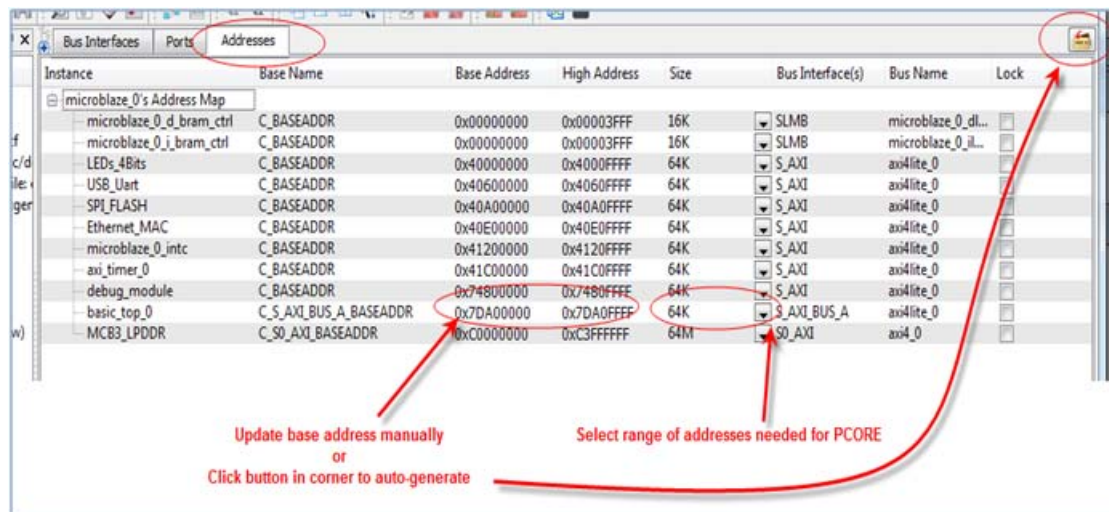 Bus Interfaces Ports Addresses
Instance Base Name Base Address High Address Size Bus Interface(s) Bus Name Lock
microblaze_0's Address Map
microblaze_0_d_bram_ctrl C_BASEADDR 0x00000000 0x00003FFF 16K SLMB microblaze_0_dl...
microblaze_0_i_bram_ctrl C_BASEADDR 0x00000000 0x00003FFF 16K SLMB microblaze_0_il...
LEDs_4Bits C_BASEADDR 0x40000000 0x4000FFFF 64K S_AXI axi4lite_0
USB_Uart C_BASEADDR 0x40600000 0x4060FFFF 64K S_AXI axi4lite_0
SPI_FLASH C_BASEADDR 0x40A00000 0x40A0FFFF 64K S_AXI axi4lite_0
Ethernet_MAC C_BASEADDR 0x40E00000 0x40E0FFFF 64K S_AXI axi4lite_0
microblaze_0_intc C_BASEADDR 0x41200000 0x4120FFFF 64K S_AXI axi4lite_0
axi_timer_0 C_BASEADDR 0x41C00000 0x41C0FFFF 64K S_AXI axi4lite_0
debug_module C_BASEADDR 0x74800000 0x7480FFFF 64K S_AXI axi4lite_0
basic_top_0 C_S_AXI_BUS_A_BASEADDR 0x7DA00000 0x7DA0FFFF 64K S_AXI_BUS_A axi4lite_0
MCB3_LPDDR C_S0_AXI_BASEADDR 0xC0000000 0xC3FFFFFF 64M S0_AXI axi4_0
Update base address manually
or
Click button in corner to auto-generate
Select range of addresses needed for PCORE